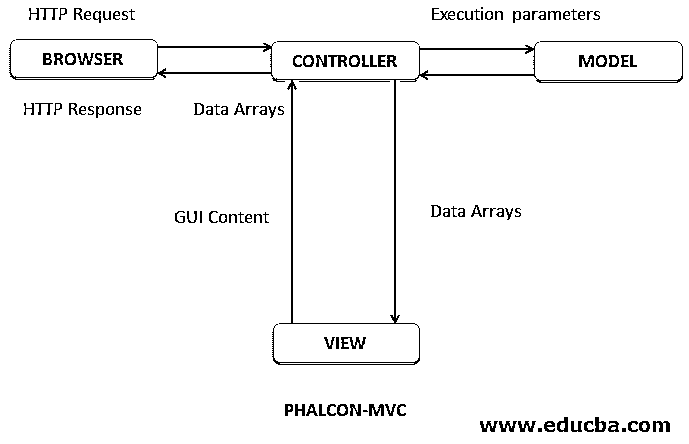 HTTP Request
Execution parameters
BROWSER
CONTROLLER
MODEL
HTTP Response
Data Arrays
GUI Content
Data Arrays
VIEW
PHALCON-MVC
www.educba.com